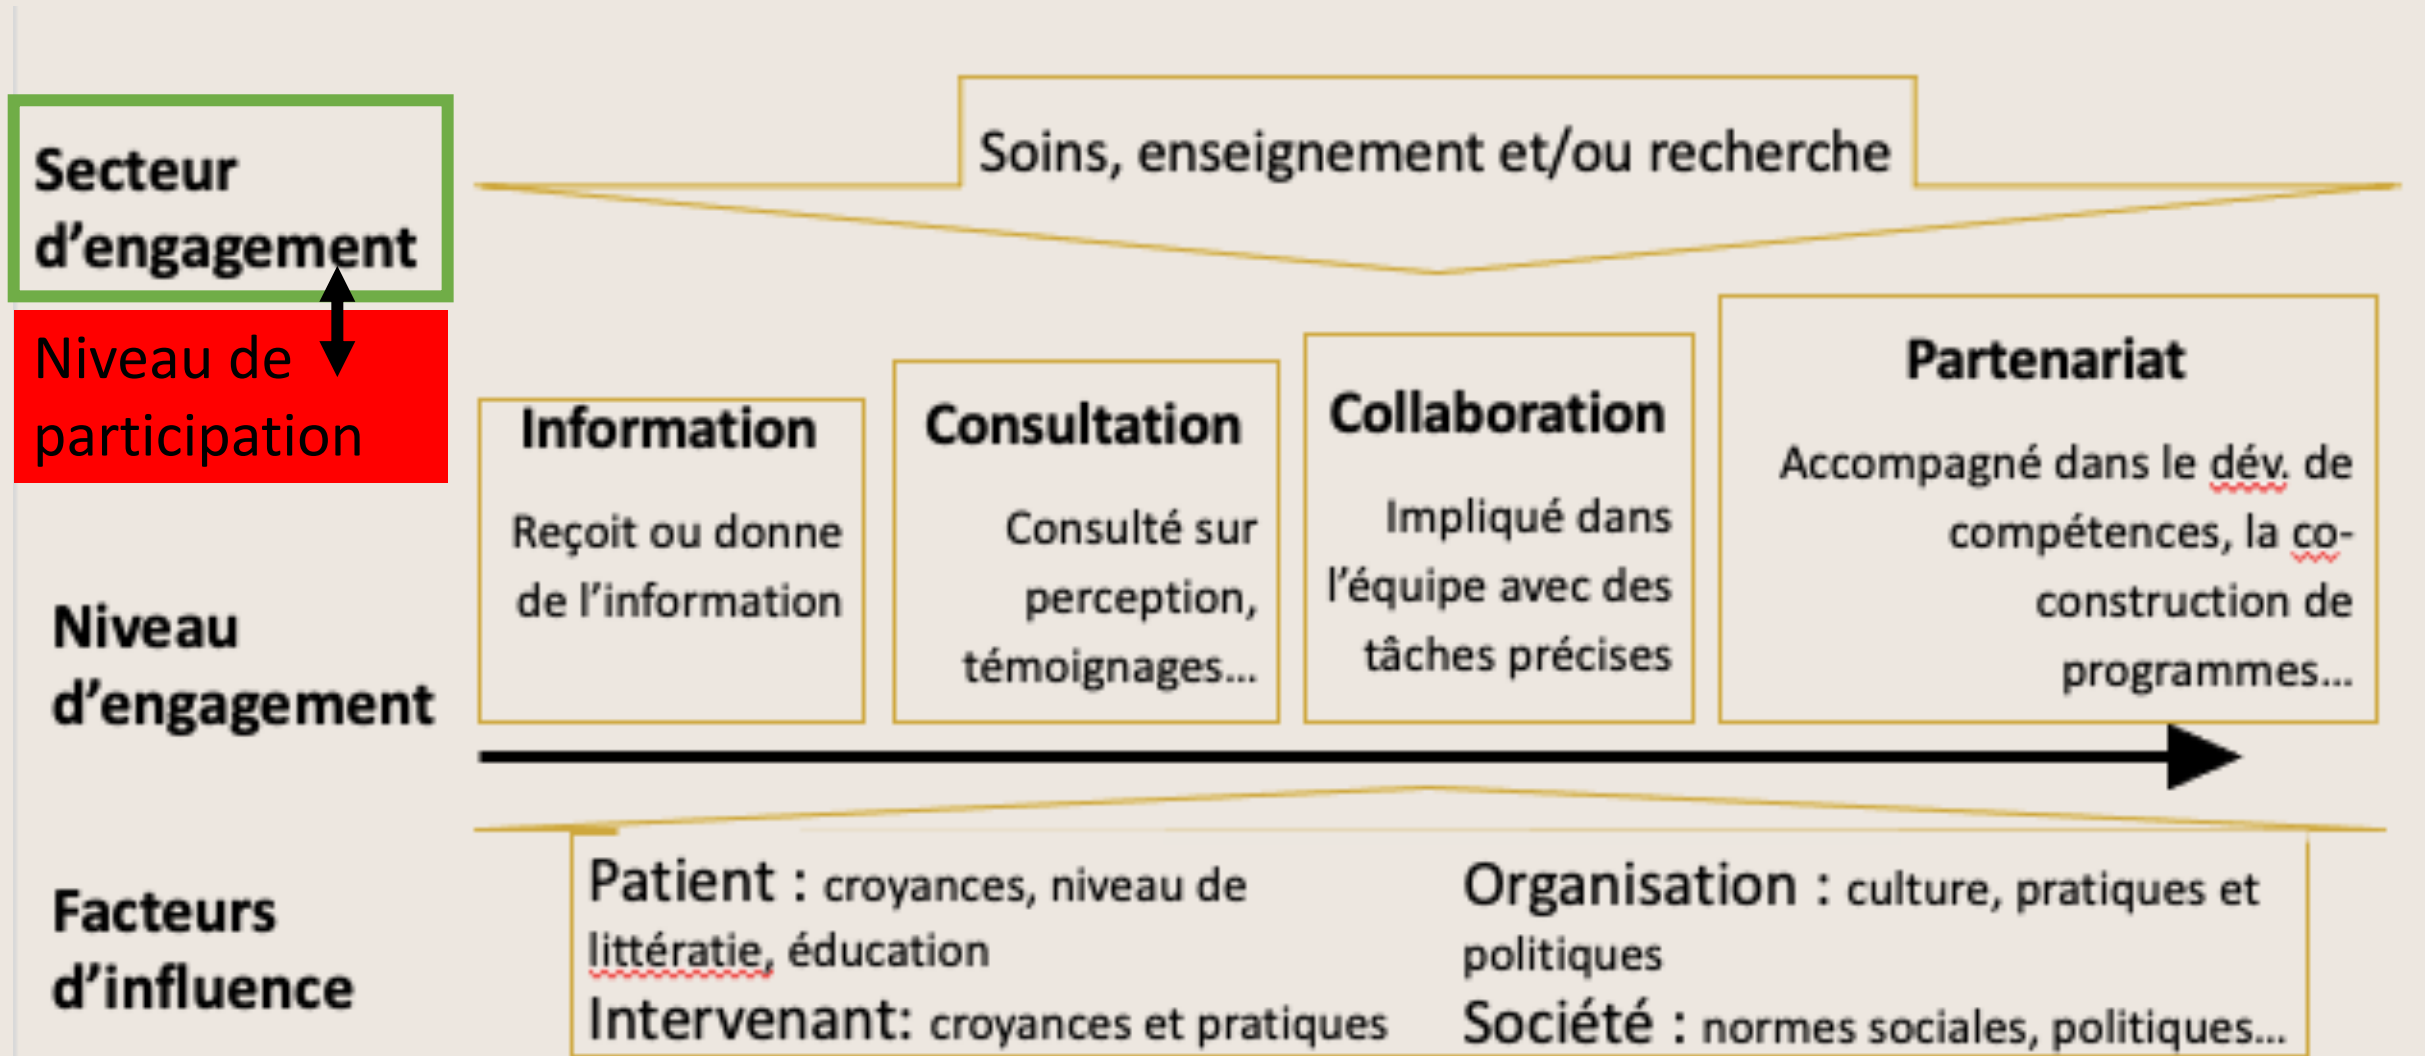 Secteur
d’engagement
Soins, enseignement et/ou recherche
Niveau de
participation
Niveau
d’engagement
Information
Reçoit ou donne
de l’information
Consultation
Consulté sur
perception,
témoignages...
Collaboration
Impliqué dans
l’équipe avec des
tâches précises
Partenariat
Accompagné dans le dév. de
compétences, la co-
construction de
programmes...
Facteurs
d’influence
Patient : croyances, niveau de
littératie, éducation
Intervenant: croyances et pratiques
Organisation : culture, pratiques et
politiques
Société : normes sociales, politiques...